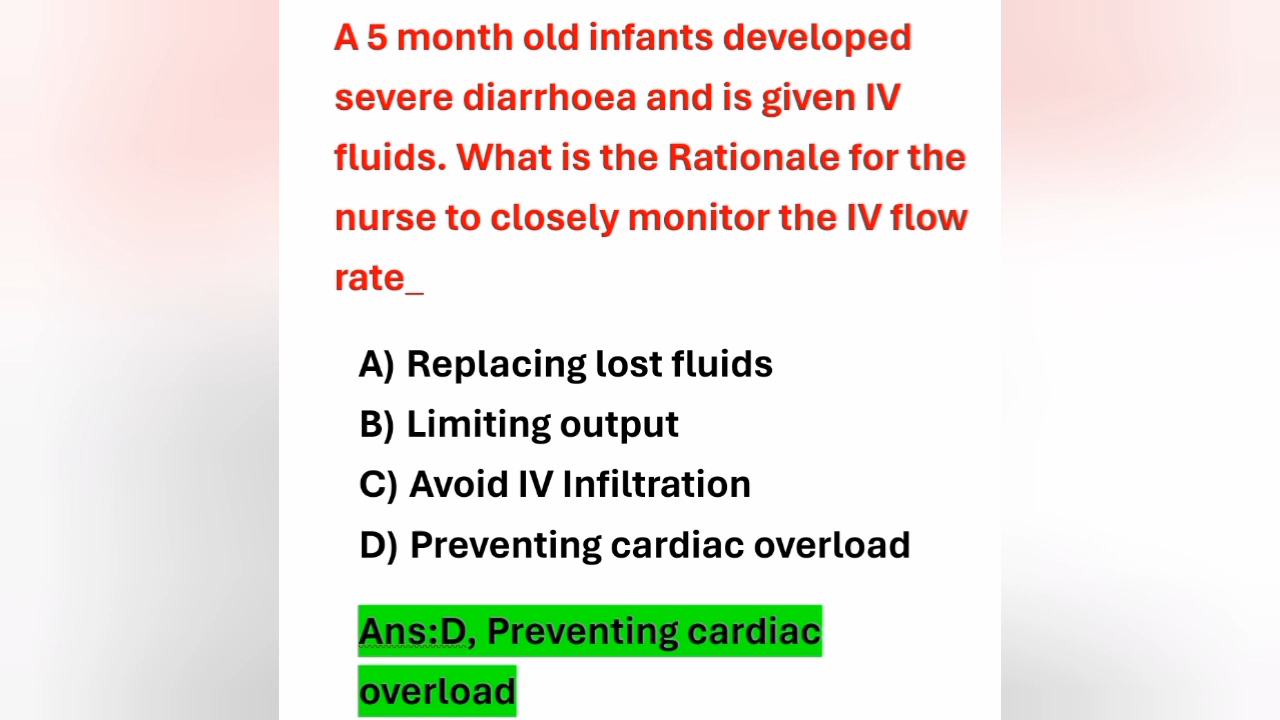 A 5 month old infants developed
severe diarrhoea and is given IV
fluids. What is the Rationale for the
nurse to closely monitor the IV flow
rate_
A) Replacing lost fluids
B) Limiting output
C) Avoid IV Infiltration
D) Preventing cardiac overload
Ans:D, Preventing cardiac
overload